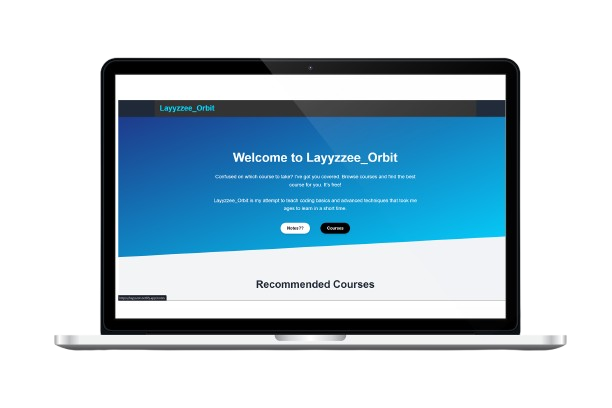 Layyzzee_Orbit
Welcome to Layyzzee_Orbit
Confused on which course to take? I've got you covered. Browse courses and find the best
course for you. It's free!
Layyzzee_Orbit is my attempt to teach coding basics and advanced techniques that took me
ages to learn in a short time.
Notes??
Courses
Recommended Courses